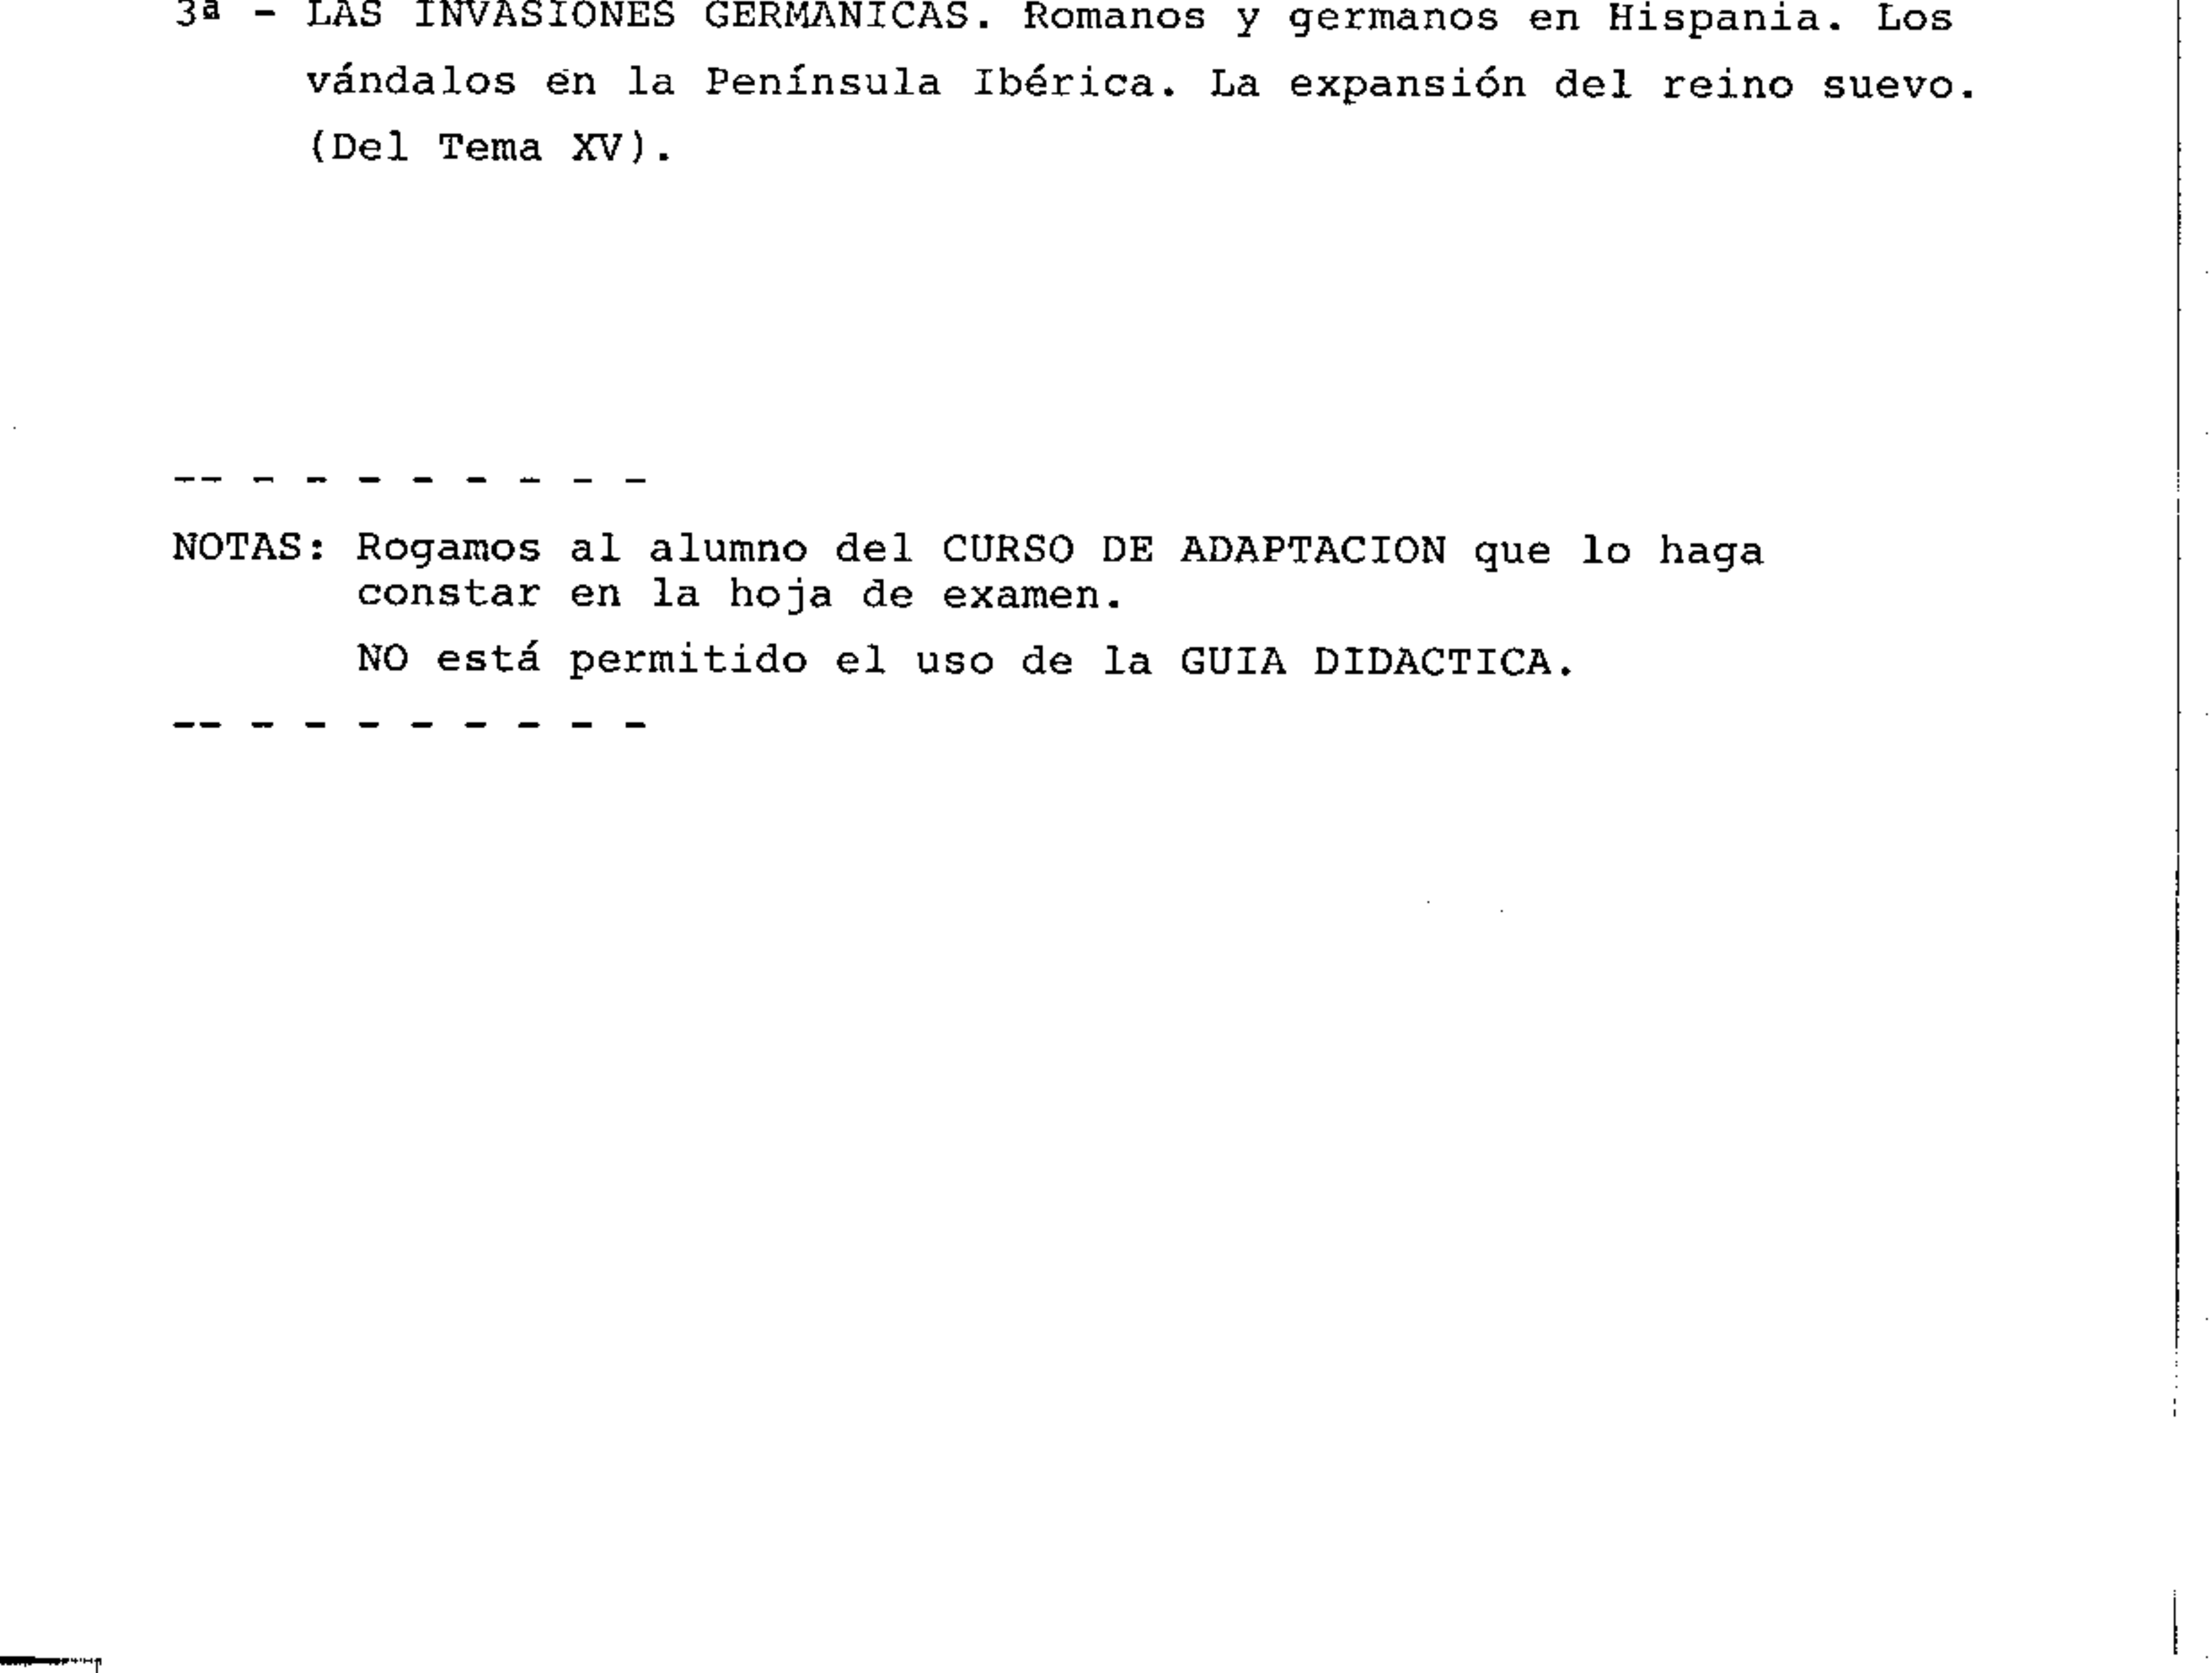 3ª - LAS INVASIONES GERMANICAS. Romanos y germanos en Hispania. Los
vándalos en la Península Ibérica. La expansión del reino suevo.
(Del Tema XV).
-- - - - - - - - -
NOTAS: Rogamos al alumno del CURSO DE ADAPTACION que lo haga
constar en la hoja de examen.
NO está permitido el uso de la GUIA DIDACTICA.
-- - - - - - - - -